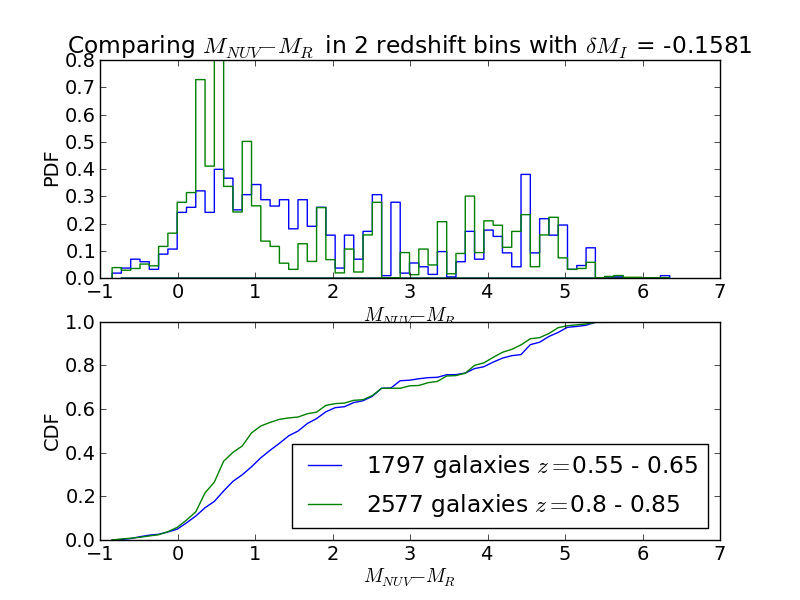 Comparing M_NUV−M_R in 2 redshift bins with δM_I = -0.1581
0.8
0.7
0.6
0.5
0.4
0.3
0.2
0.1
0.0
PDF
−1 0 1 2 3 4 5 6 7
M_NUV−M_R
1.0
0.8
0.6
0.4
0.2
0.0
CDF
1797 galaxies z=0.55 - 0.65
2577 galaxies z=0.8 - 0.85
−1 0 1 2 3 4 5 6 7
M_NUV−M_R